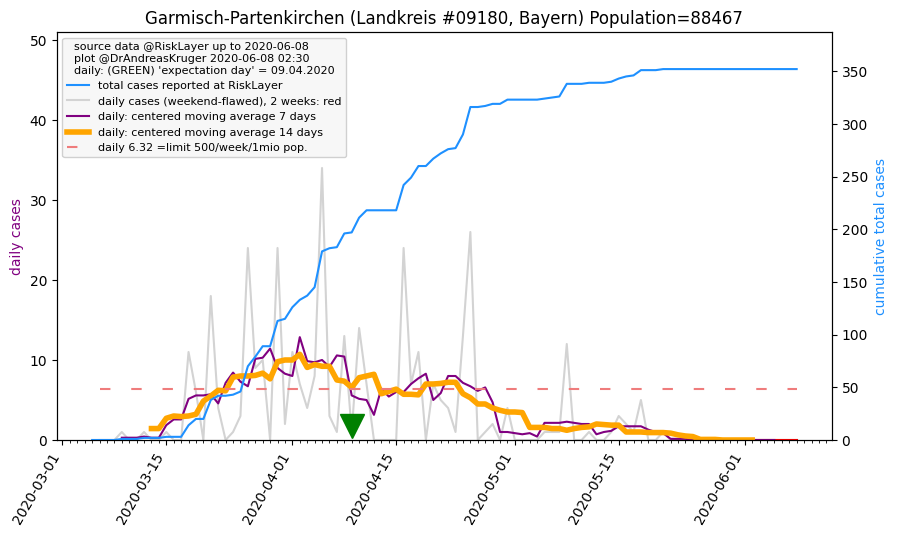 Garmisch-Partenkirchen (Landkreis #09180, Bayern) Population=88467
source data @RiskLayer up to 2020-06-08
plot @DrAndreasKruger 2020-06-08 02:30
daily: (GREEN) 'expectation day' = 09.04.2020
total cases reported at RiskLayer
daily cases (weekend-flawed), 2 weeks: red
daily: centered moving average 7 days
daily: centered moving average 14 days
daily 6.32 =limit 500/week/1mio pop.
daily cases
50
40
30
20
10
0
cumulative total cases
350
300
250
200
150
100
50
0
2020-03-01
2020-03-15
2020-04-01
2020-04-15
2020-05-01
2020-05-15
2020-06-01